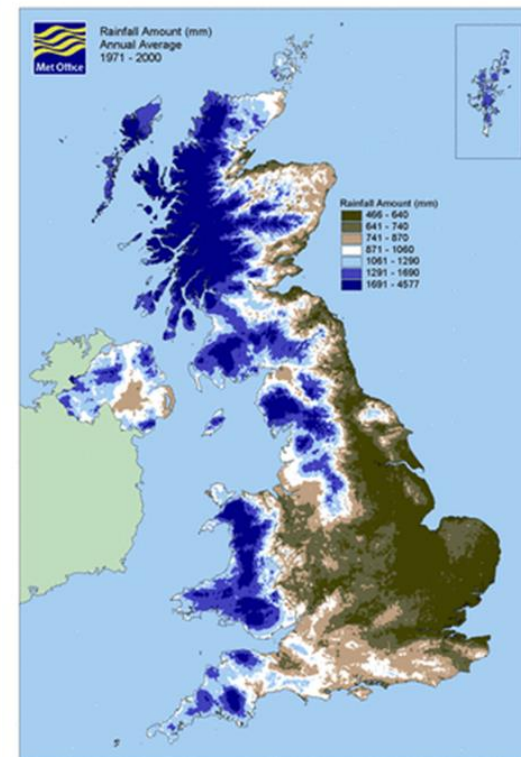 Met Office
Rainfall Amount (mm)
Annual Average
1971 - 2000
Rainfall Amount (mm)
466 - 640
641 - 740
741 - 870
871 - 1060
1061 - 1290
1291 - 1690
1691 - 4577